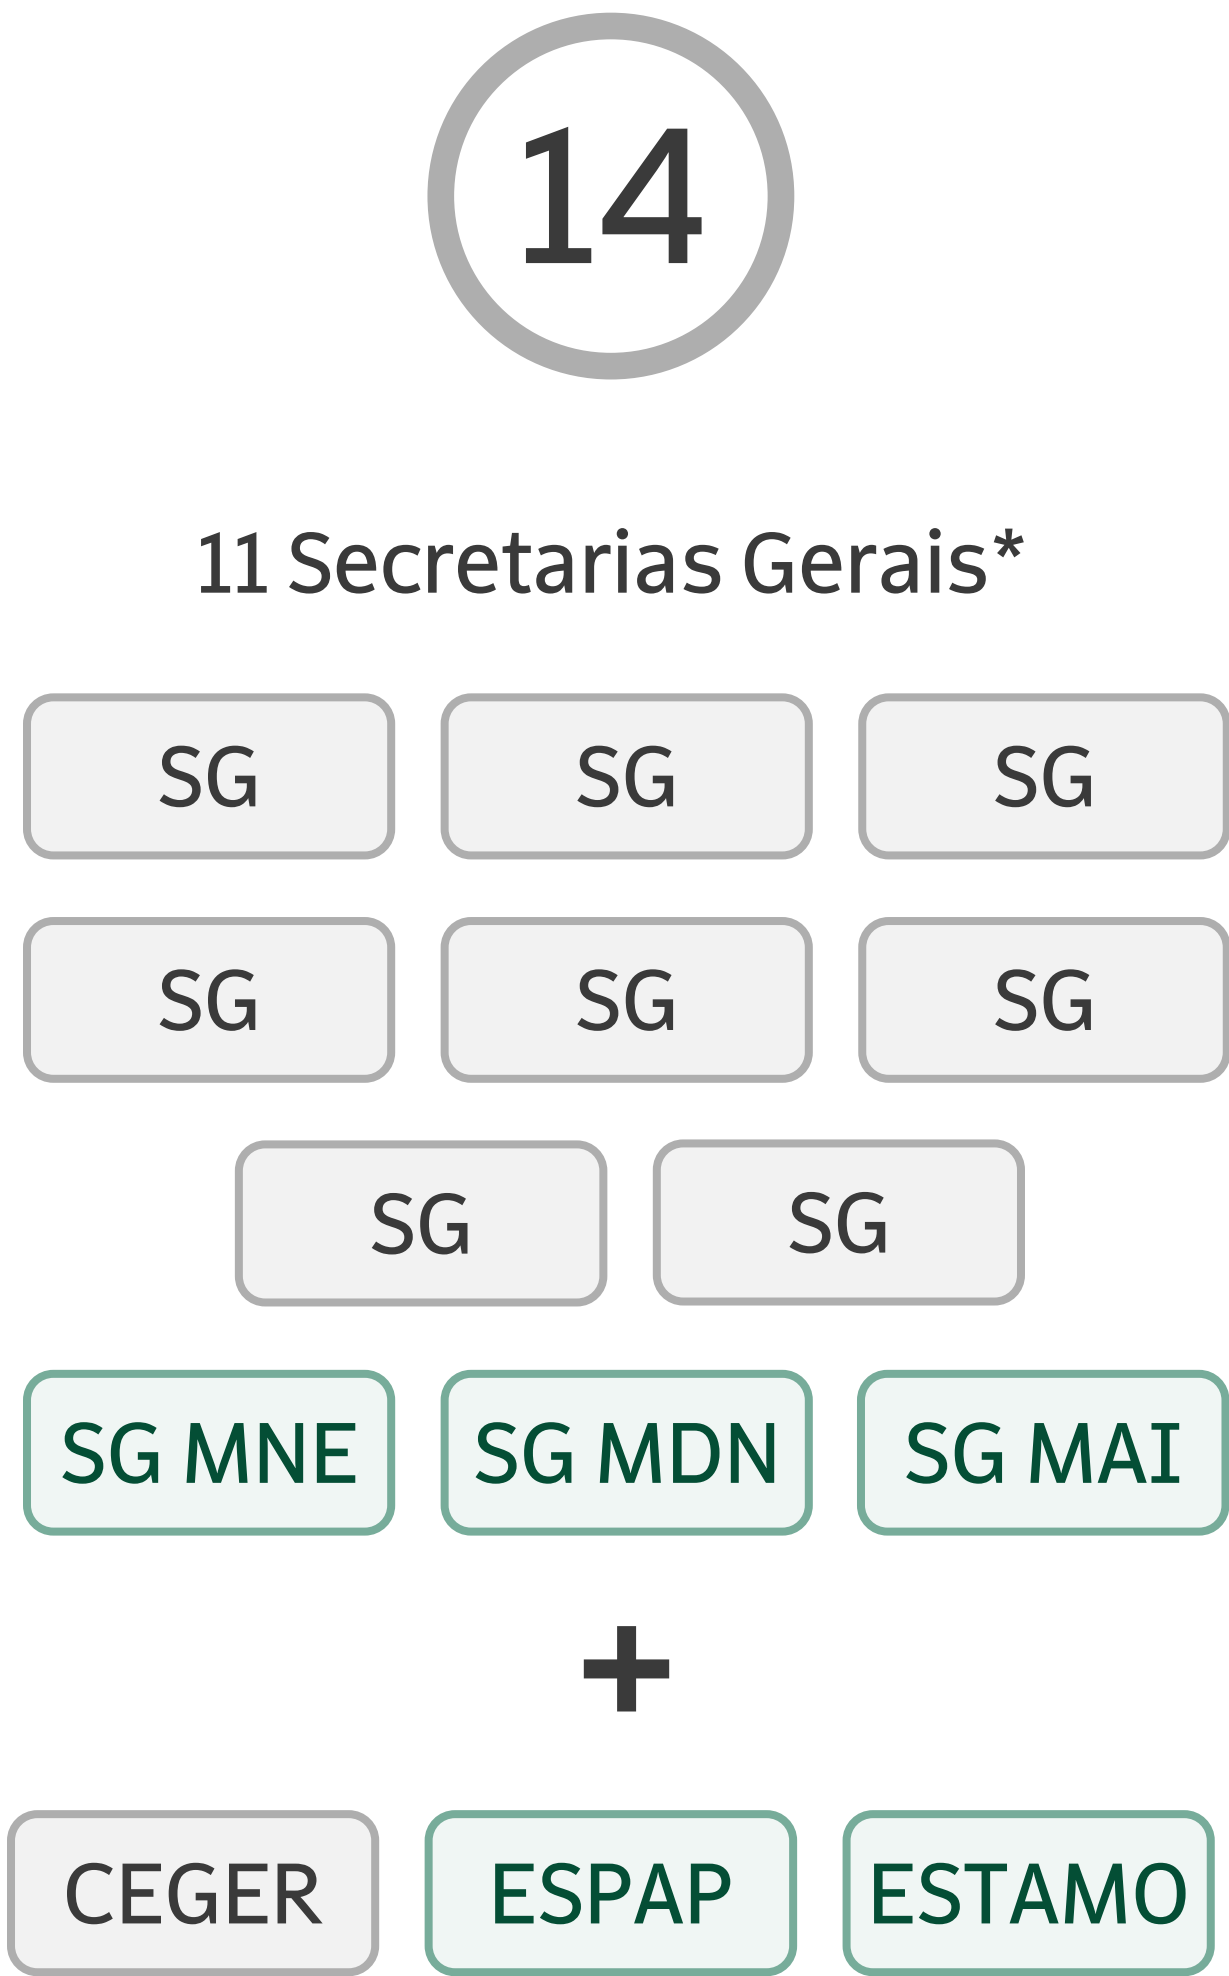 14
11 Secretarias Gerais*
SG SG SG
SG SG SG
SG SG
SG MNE SG MDN SG MAI
+
CEGER ESPAP ESTAMO